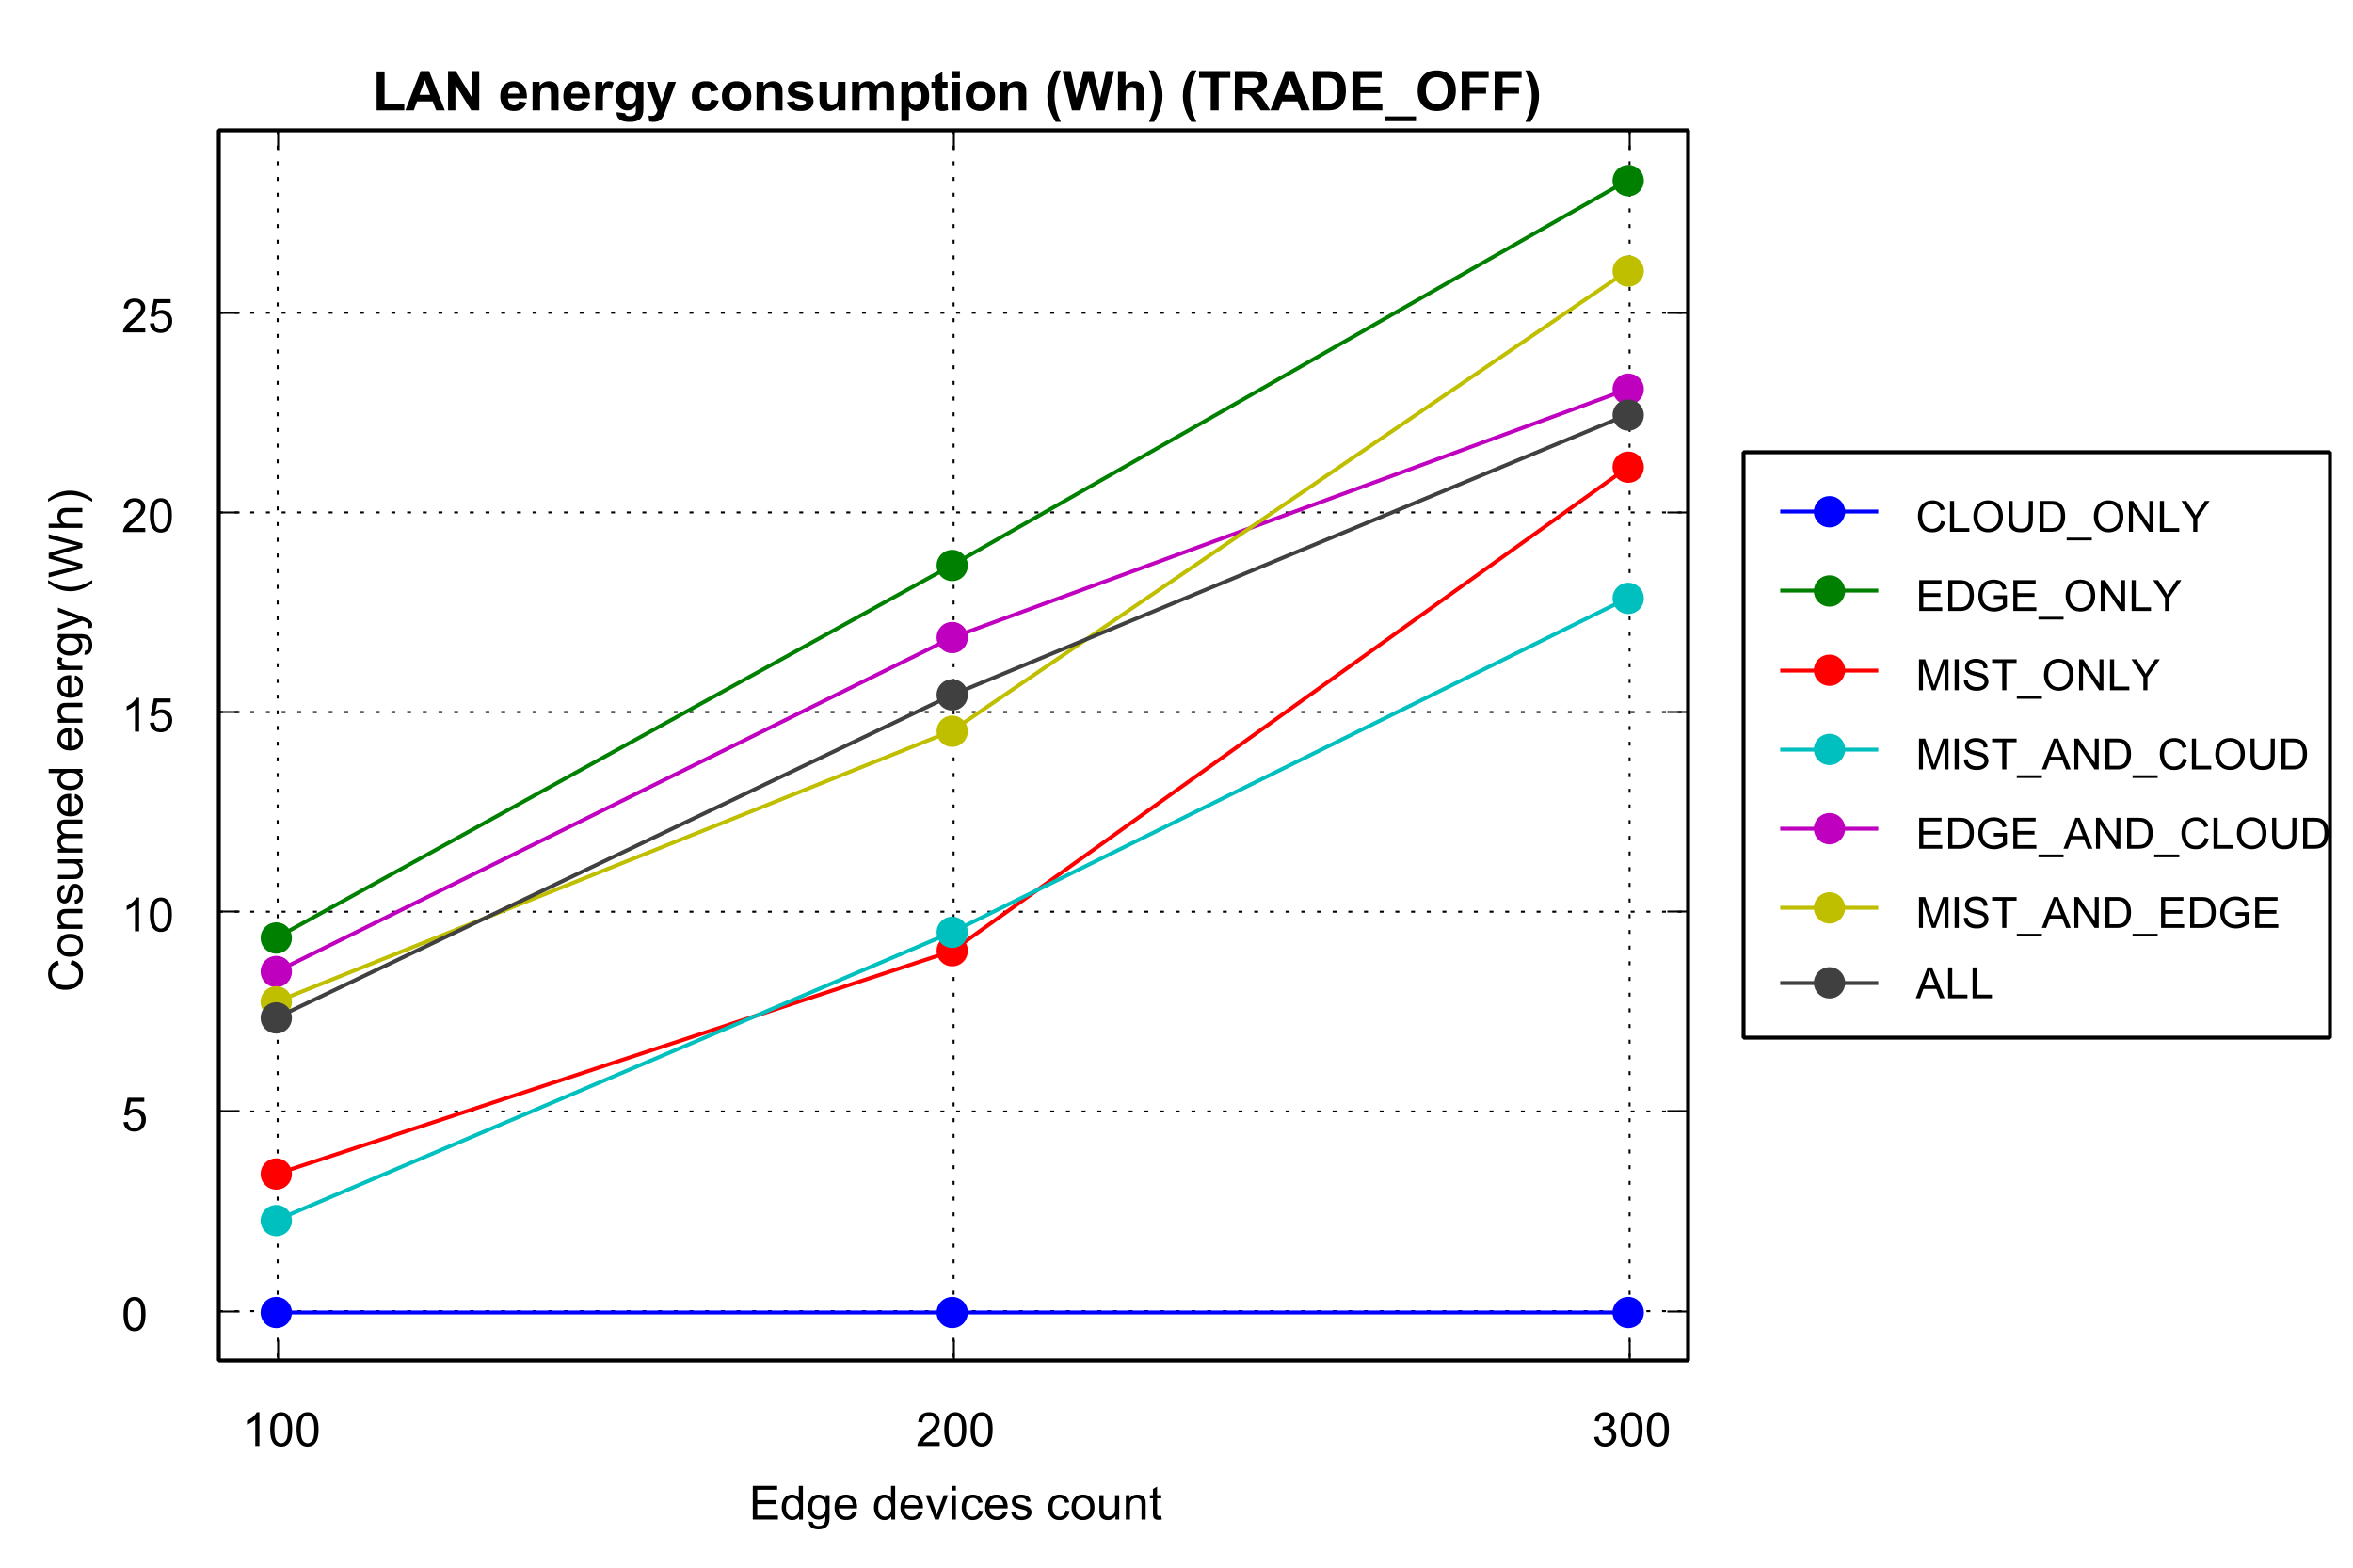 LAN energy consumption (Wh) (TRADE_OFF)
Consumed energy (Wh)
25
20
15
10
5
0
100
200
300
Edge devices count
CLOUD_ONLY
EDGE_ONLY
MIST_ONLY
MIST_AND_CLOUD
EDGE_AND_CLOUD
MIST_AND_EDGE
ALL